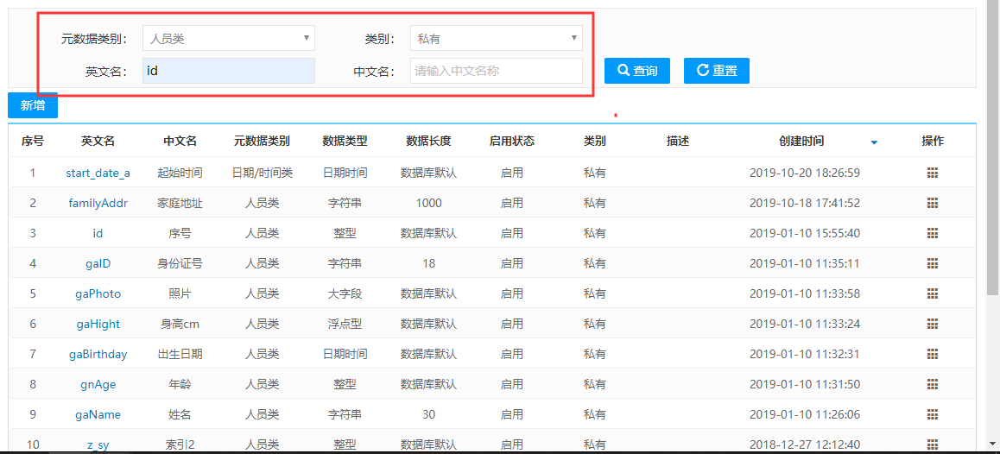 元数据类别： 人员类 类别： 私有
英文名： id 中文名： 请输入中文名称 查询 重置
新增
序号 英文名 中文名 元数据类别 数据类型 数据长度 启用状态 类别 描述 创建时间 操作
1 start_date_a 起始时间 日期/时间类 日期时间 数据库默认 启用 私有 2019-10-20 18:26:59
2 familyAddr 家庭地址 人员类 字符串 1000 启用 私有 2019-10-18 17:41:52
3 id 序号 人员类 整型 数据库默认 启用 私有 2019-01-10 15:55:40
4 gaID 身份证号 人员类 字符串 18 启用 私有 2019-01-10 11:35:11
5 gaPhoto 照片 人员类 大字段 数据库默认 启用 私有 2019-01-10 11:33:58
6 gaHight 身高cm 人员类 浮点型 数据库默认 启用 私有 2019-01-10 11:33:24
7 gaBirthday 出生日期 人员类 日期时间 数据库默认 启用 私有 2019-01-10 11:32:31
8 gnAge 年龄 人员类 整型 数据库默认 启用 私有 2019-01-10 11:31:50
9 gaName 姓名 人员类 字符串 30 启用 私有 2019-01-10 11:26:06
10 z_sy 索引2 人员类 整型 数据库默认 启用 私有 2018-12-27 12:12:40